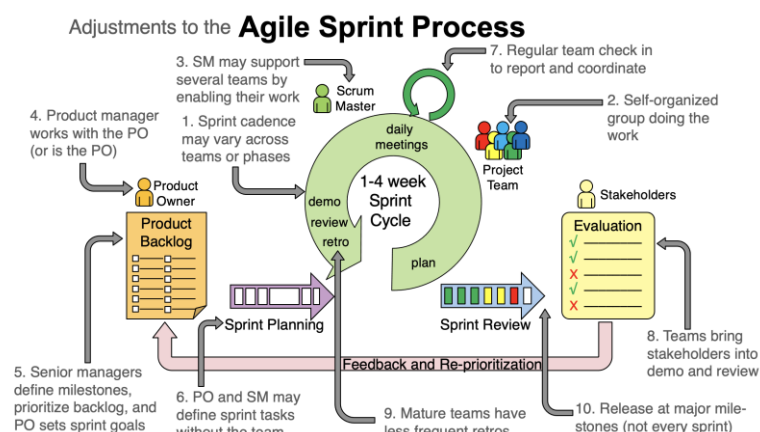 Adjustments to the Agile Sprint Process
3. SM may support
several teams by
enabling their work
Scrum
Master
7. Regular team check in
to report and coordinate
4. Product manager
works with the PO
(or is the PO)
1. Sprint cadence
may vary across
teams or phases
2. Self-organized
group doing the
work
daily
meetings
Project
Team
1-4 week
Sprint
Cycle
demo
review
retro
plan
Product
Owner
Product
Backlog
Stakeholders
Evaluation
√
√
X
√
X
Sprint Planning
Sprint Review
Feedback and Re-prioritization
8. Teams bring
stakeholders into
demo and review
5. Senior managers
define milestones,
prioritize backlog, and
PO sets sprint goals
6. PO and SM may
define sprint tasks
without the team
9. Mature teams have
less frequent retros
10. Release at major mile-
stones (not every sprint)